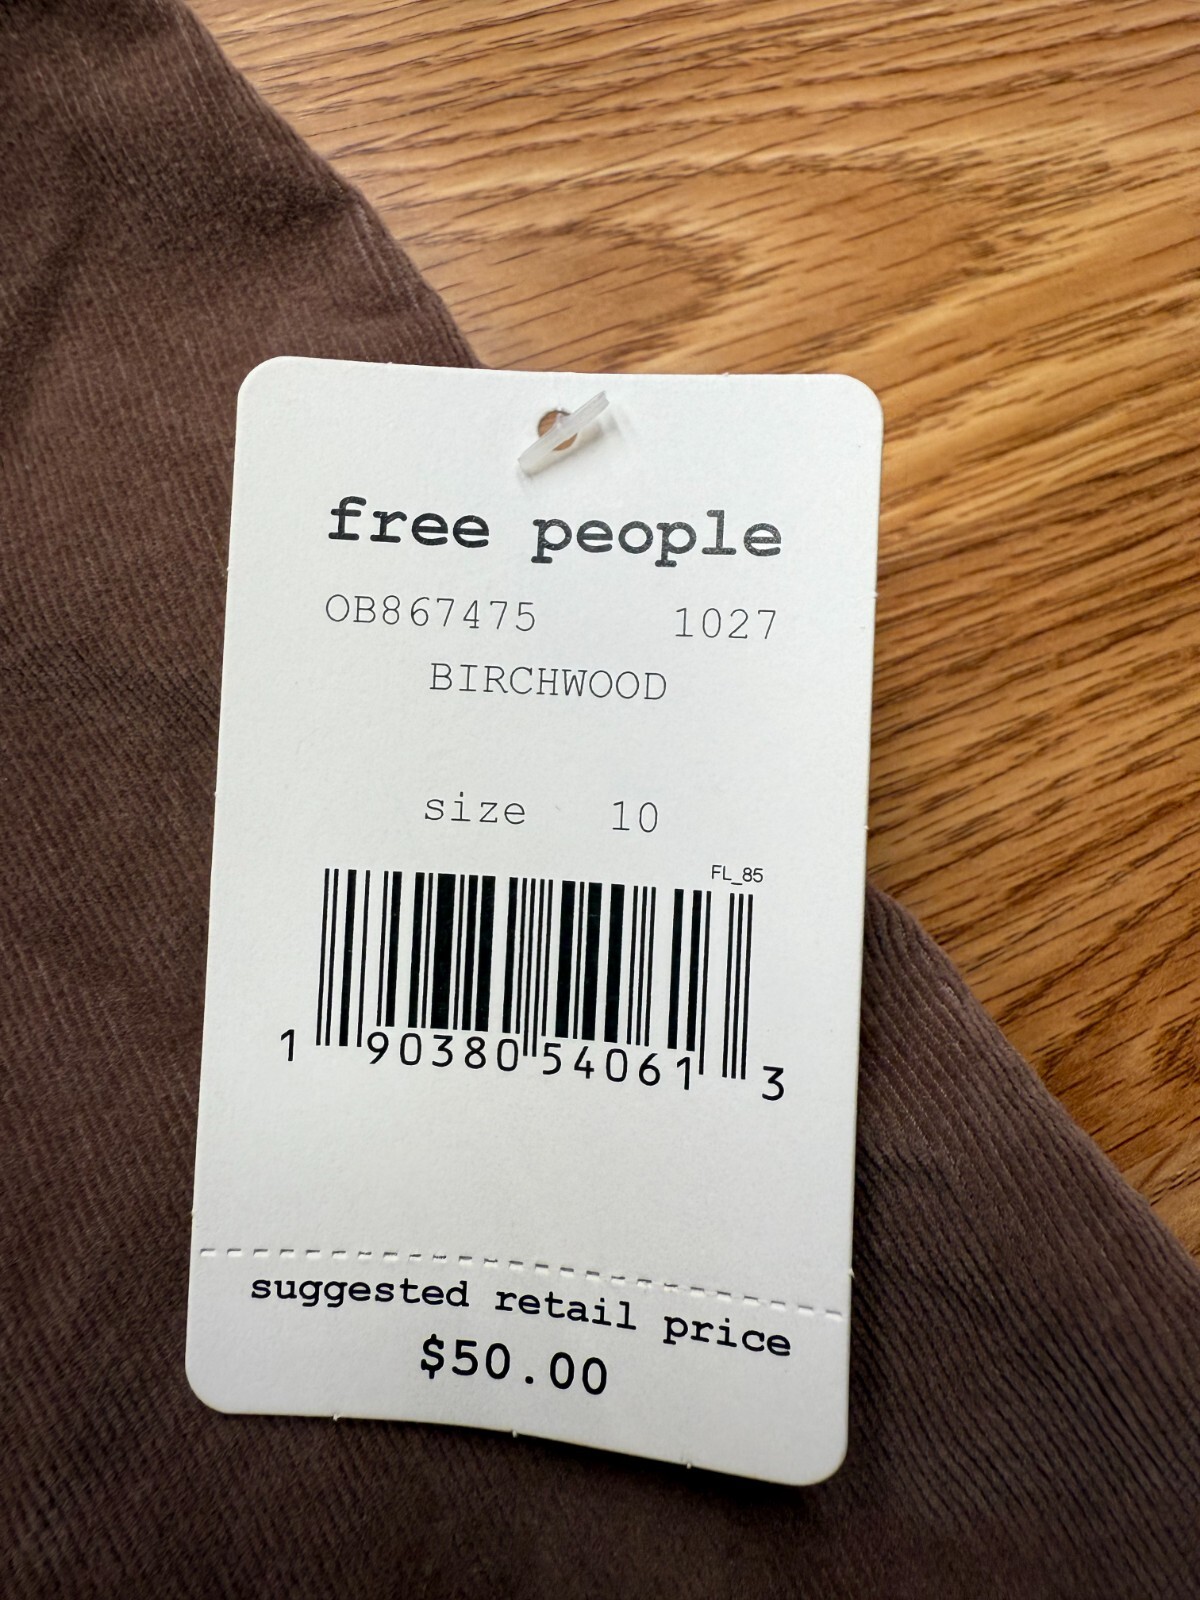 free people
OB867475 1027
BIRCHWOOD
size 10
FL_85
1 90380 54061 3
suggested retail price
$50.00